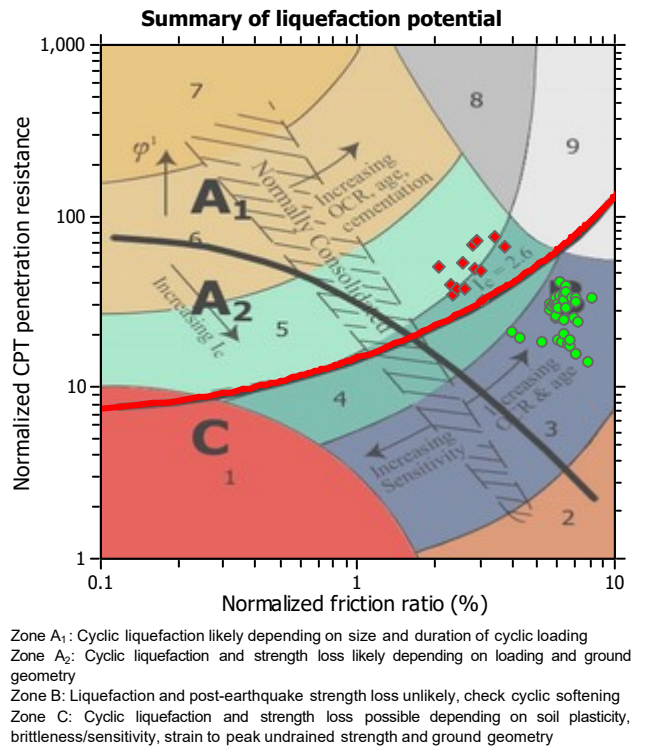 Summary of liquefaction potential
1,000
100
10
1
Normalized CPT penetration resistance
7
8
9
φ'
Increasing
OCR, age,
cementation
A1
Normally Consolidated
6
A2
Increasing Ic
5
Ic = 2.6
B
4
Increasing
OCR & age
C
1
Increasing
Sensitivity
3
2
0.1
1
10
Normalized friction ratio (%)
Zone A1: Cyclic liquefaction likely depending on size and duration of cyclic loading
Zone A2: Cyclic liquefaction and strength loss likely depending on loading and ground
geometry
Zone B: Liquefaction and post-earthquake strength loss unlikely, check cyclic softening
Zone C: Cyclic liquefaction and strength loss possible depending on soil plasticity,
brittleness/sensitivity, strain to peak undrained strength and ground geometry